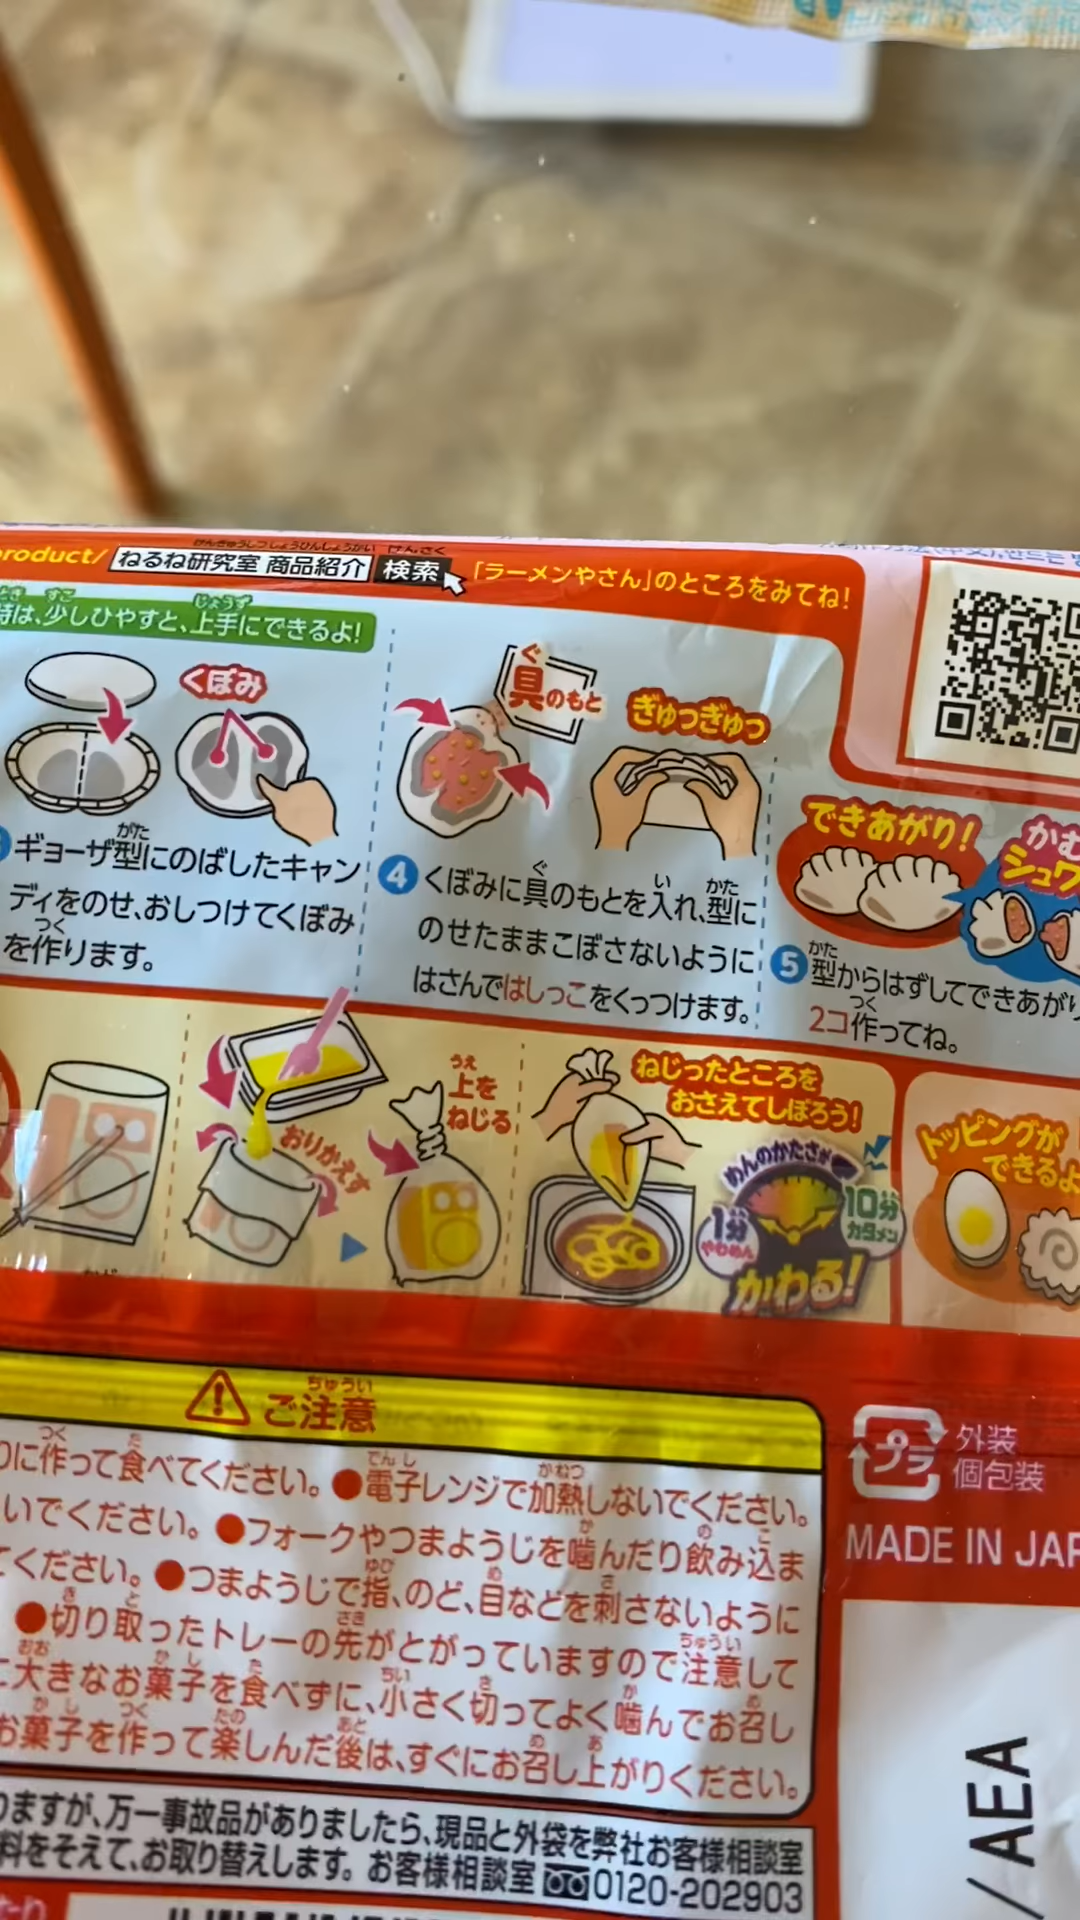 product/ ねるね研究室 商品紹介 検索 「ラーメンやさん」のところをみてね!
時は、少しひやすと、上手にできるよ!
くぼみ
ギョーザ型にのばしたキャン
ディをのせ、おしつけてくぼみ
を作ります。
具のもと
ぎゅっぎゅっ
4 くぼみに具のもとを入れ、型に
のせたままこぼさないように
はさんではしっこをくっつけます。
できあがり!
かむ
シュワ
5 型からはずしてできあがり
2コ作ってね。
おりかえす
上を
ねじる
ねじったところを
おさえてしぼろう!
めんのかたさが
1分
やわめん
10分
カタメン
かわる!
トッピングが
できるよ
ご注意
りに作って食べてください。●電子レンジで加熱しないでください。
いでください。●フォークやつまようじを噛んだり飲み込ま
てください。●つまようじで指、のど、目などを刺さないように
●切り取ったトレーの先がとがっていますので注意して
に大きなお菓子を食べずに、小さく切ってよく噛んでお召し
お菓子を作って楽しんだ後は、すぐにお召し上がりください。
りますが、万一事故品がありましたら、現品と外袋を弊社お客様相談室
料をそえて、お取り替えします。お客様相談室 0120-202903
プラ
外装
個包装
MADE IN JAP
/ AEA